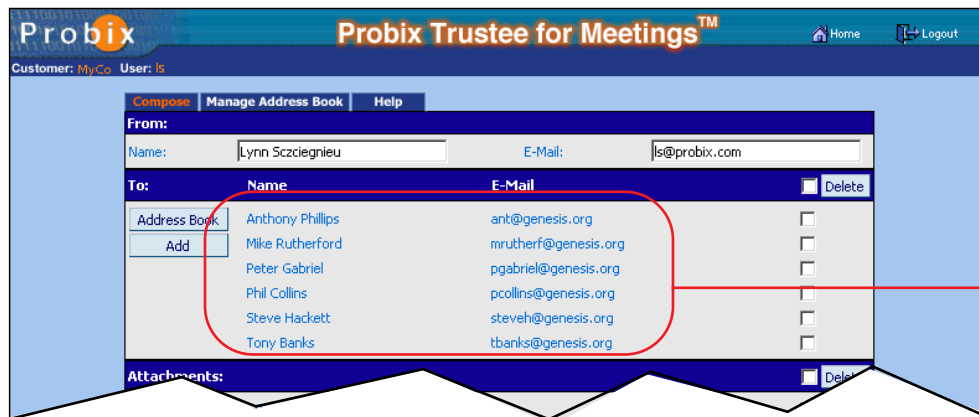 Probix
Probix Trustee for Meetings™
Home
Logout
Customer: MyCo User: ls
Compose
Manage Address Book
Help
From:
Name: Lynn Sczciegnieu E-Mail: ls@probix.com
To: Name E-Mail Delete
Address Book Anthony Phillips ant@genesis.org
Add Mike Rutherford mrutherf@genesis.org
Peter Gabriel pgabriel@genesis.org
Phil Collins pcollins@genesis.org
Steve Hackett steveh@genesis.org
Tony Banks tbanks@genesis.org
Attachments: